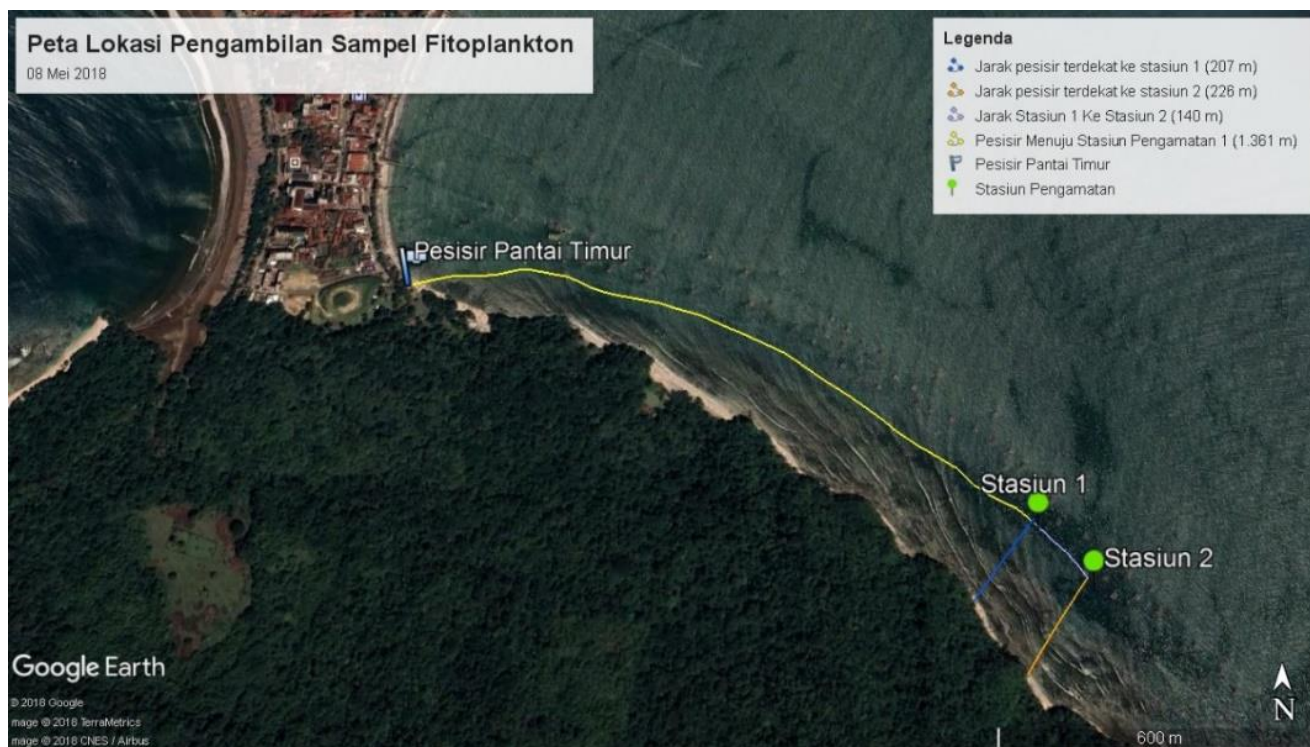 Peta Lokasi Pengambilan Sampel Fitoplankton
08 Mei 2018
Legenda
Jarak pesisir terdekat ke stasiun 1 (207 m)
Jarak pesisir terdekat ke stasiun 2 (226 m)
Jarak Stasiun 1 Ke Stasiun 2 (140 m)
Pesisir Menuju Stasiun Pengamatan 1 (1.361 m)
Pesisir Pantai Timur
Stasiun Pengamatan
Pesisir Pantai Timur
Stasiun 1
Stasiun 2
Google Earth
© 2018 Google
mage © 2018 TerraMetrics
mage © 2018 CNES / Airbus
N
600 m